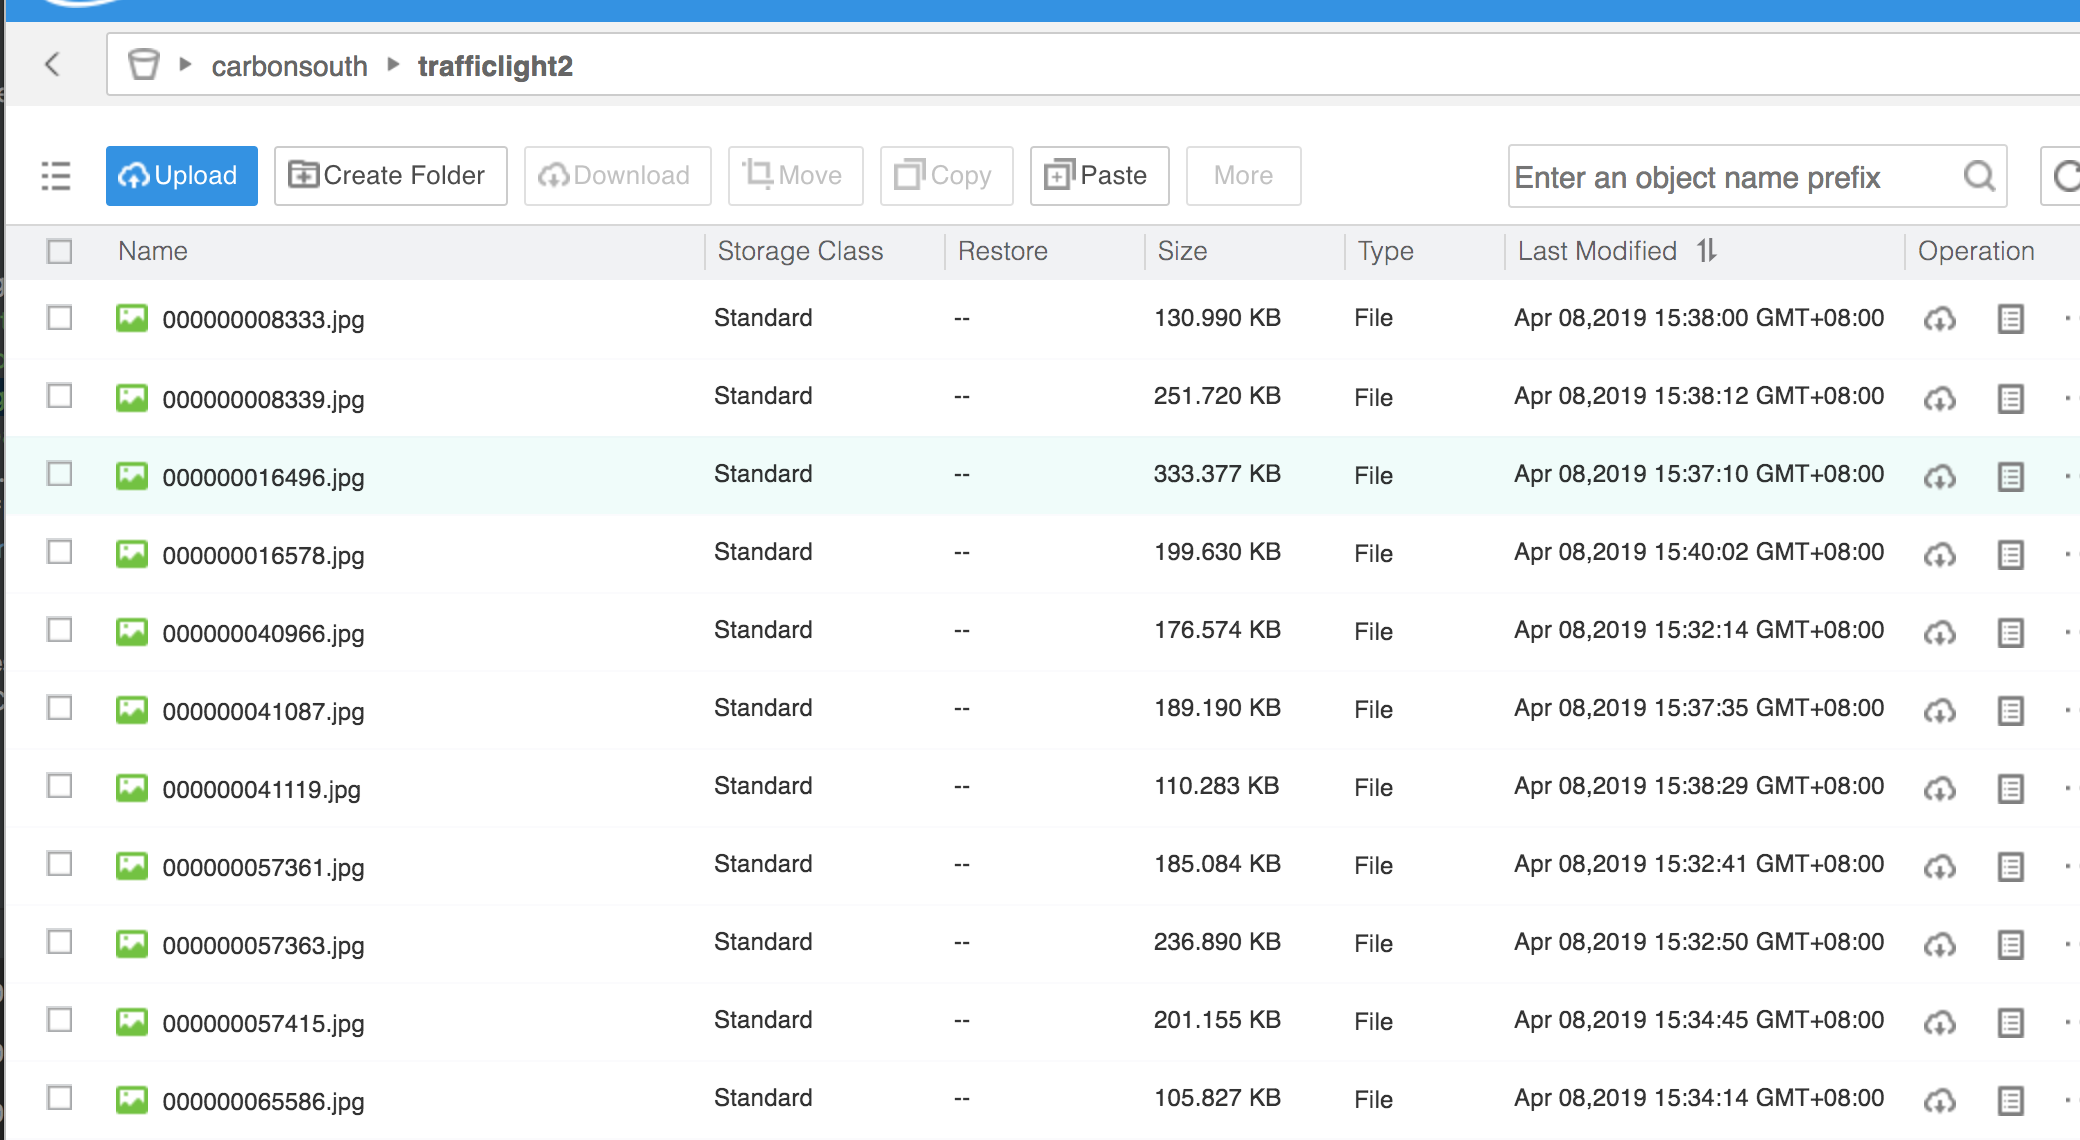 carbonsouth trafficlight2
Upload Create Folder Download Move Copy Paste More Enter an object name prefix
Name Storage Class Restore Size Type Last Modified Operation
000000008333.jpg Standard -- 130.990 KB File Apr 08,2019 15:38:00 GMT+08:00
000000008339.jpg Standard -- 251.720 KB File Apr 08,2019 15:38:12 GMT+08:00
000000016496.jpg Standard -- 333.377 KB File Apr 08,2019 15:37:10 GMT+08:00
000000016578.jpg Standard -- 199.630 KB File Apr 08,2019 15:40:02 GMT+08:00
000000040966.jpg Standard -- 176.574 KB File Apr 08,2019 15:32:14 GMT+08:00
000000041087.jpg Standard -- 189.190 KB File Apr 08,2019 15:37:35 GMT+08:00
000000041119.jpg Standard -- 110.283 KB File Apr 08,2019 15:38:29 GMT+08:00
000000057361.jpg Standard -- 185.084 KB File Apr 08,2019 15:32:41 GMT+08:00
000000057363.jpg Standard -- 236.890 KB File Apr 08,2019 15:32:50 GMT+08:00
000000057415.jpg Standard -- 201.155 KB File Apr 08,2019 15:34:45 GMT+08:00
000000065586.jpg Standard -- 105.827 KB File Apr 08,2019 15:34:14 GMT+08:00